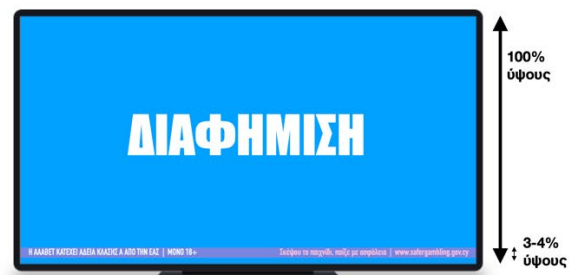 100%
ύψους
ΔΙΑΦΗΜΙΣΗ
3-4%
ύψους
Η ΑΛΑΒΕΤ ΚΑΤΕΧΕΙ ΑΔΕΙΑ ΚΛΑΣΗΣ Α ΑΠΟ ΤΗΝ ΕΑΣ | ΜΟΝΟ 18+
Σκέψου το παιχνίδι, παίξε με ασφάλεια | www.safergambling.gov.cy